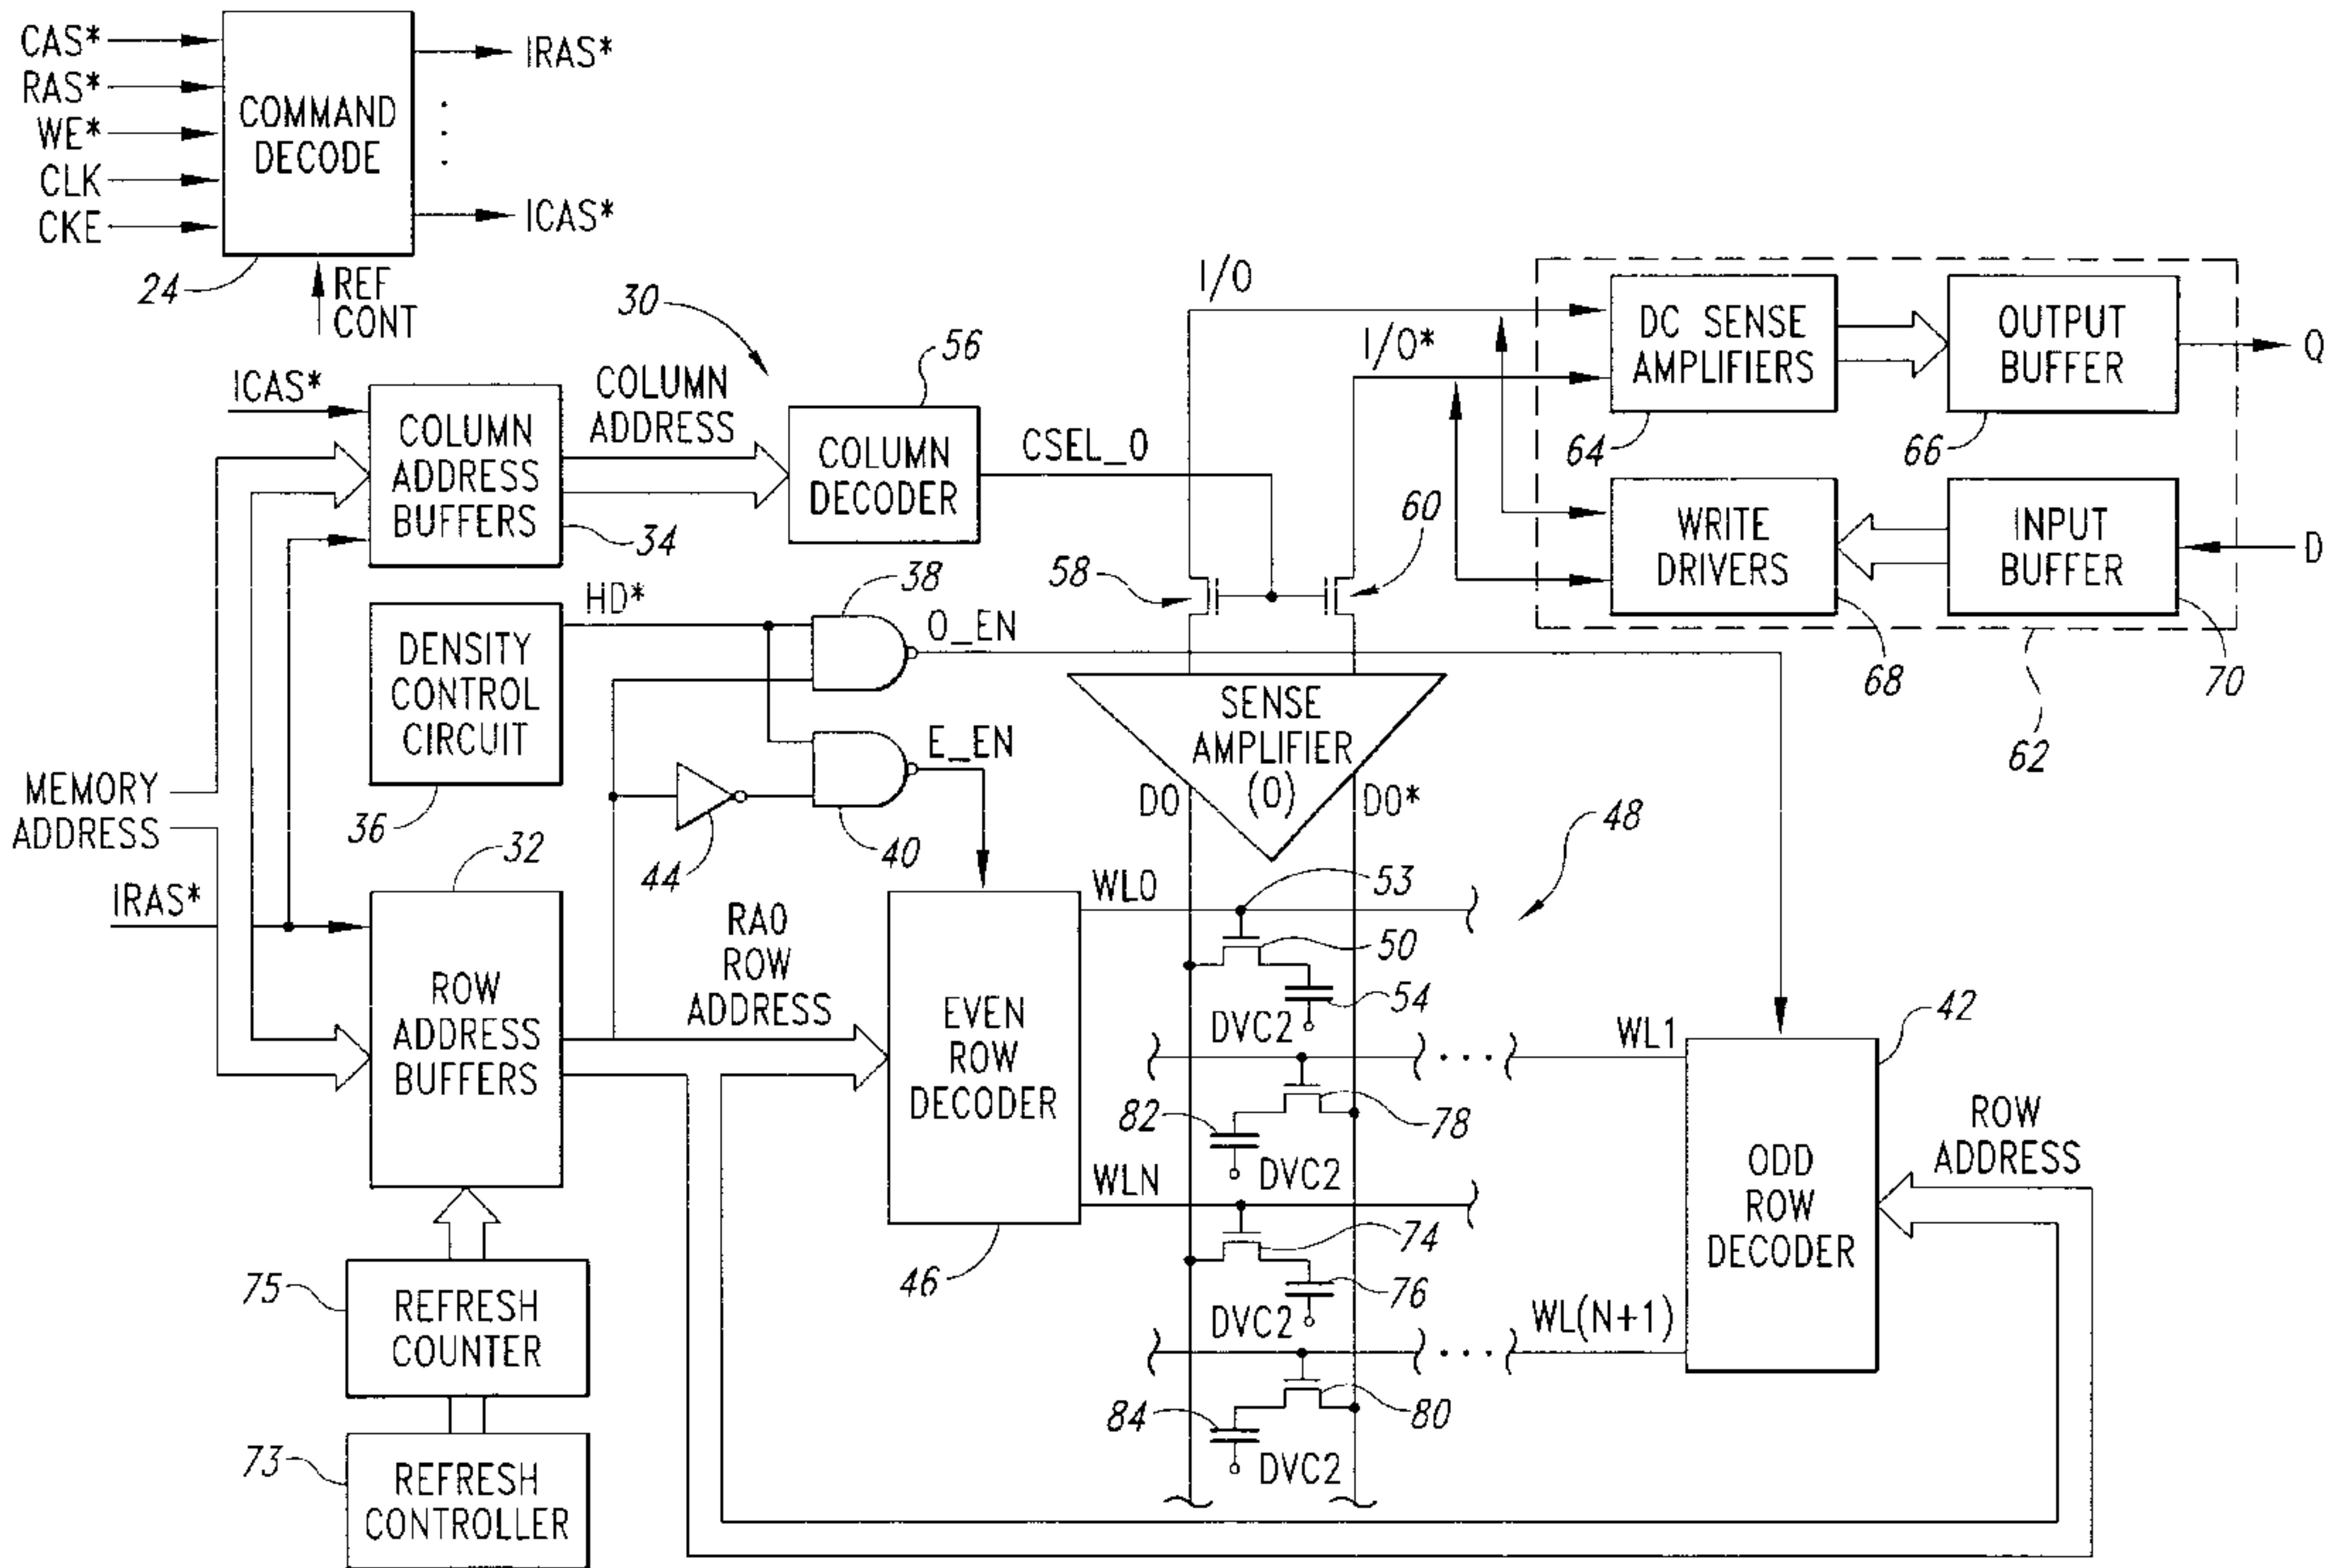 CAS*
RAS*
WE*
CLK
CKE
COMMAND
DECODE
IRAS*
ICAS*
24
REF
CONT
30
ICAS*
COLUMN
ADDRESS
BUFFERS
34
COLUMN
ADDRESS
56
COLUMN
DECODER
CSEL_0
I/O
I/O*
58
60
DC SENSE
AMPLIFIERS
64
OUTPUT
BUFFER
66
Q
WRITE
DRIVERS
68
INPUT
BUFFER
70
D
62
DENSITY
CONTROL
CIRCUIT
36
HD*
38
O_EN
E_EN
40
44
SENSE
AMPLIFIER
(0)
D0
D0*
48
MEMORY
ADDRESS
IRAS*
32
ROW
ADDRESS
BUFFERS
RA0
ROW
ADDRESS
EVEN
ROW
DECODER
46
WL0
53
50
54
DVC2
WL1
78
82
DVC2
WLN
74
76
DVC2
WL(N+1)
80
84
DVC2
42
ODD
ROW
DECODER
ROW
ADDRESS
75
REFRESH
COUNTER
73
REFRESH
CONTROLLER